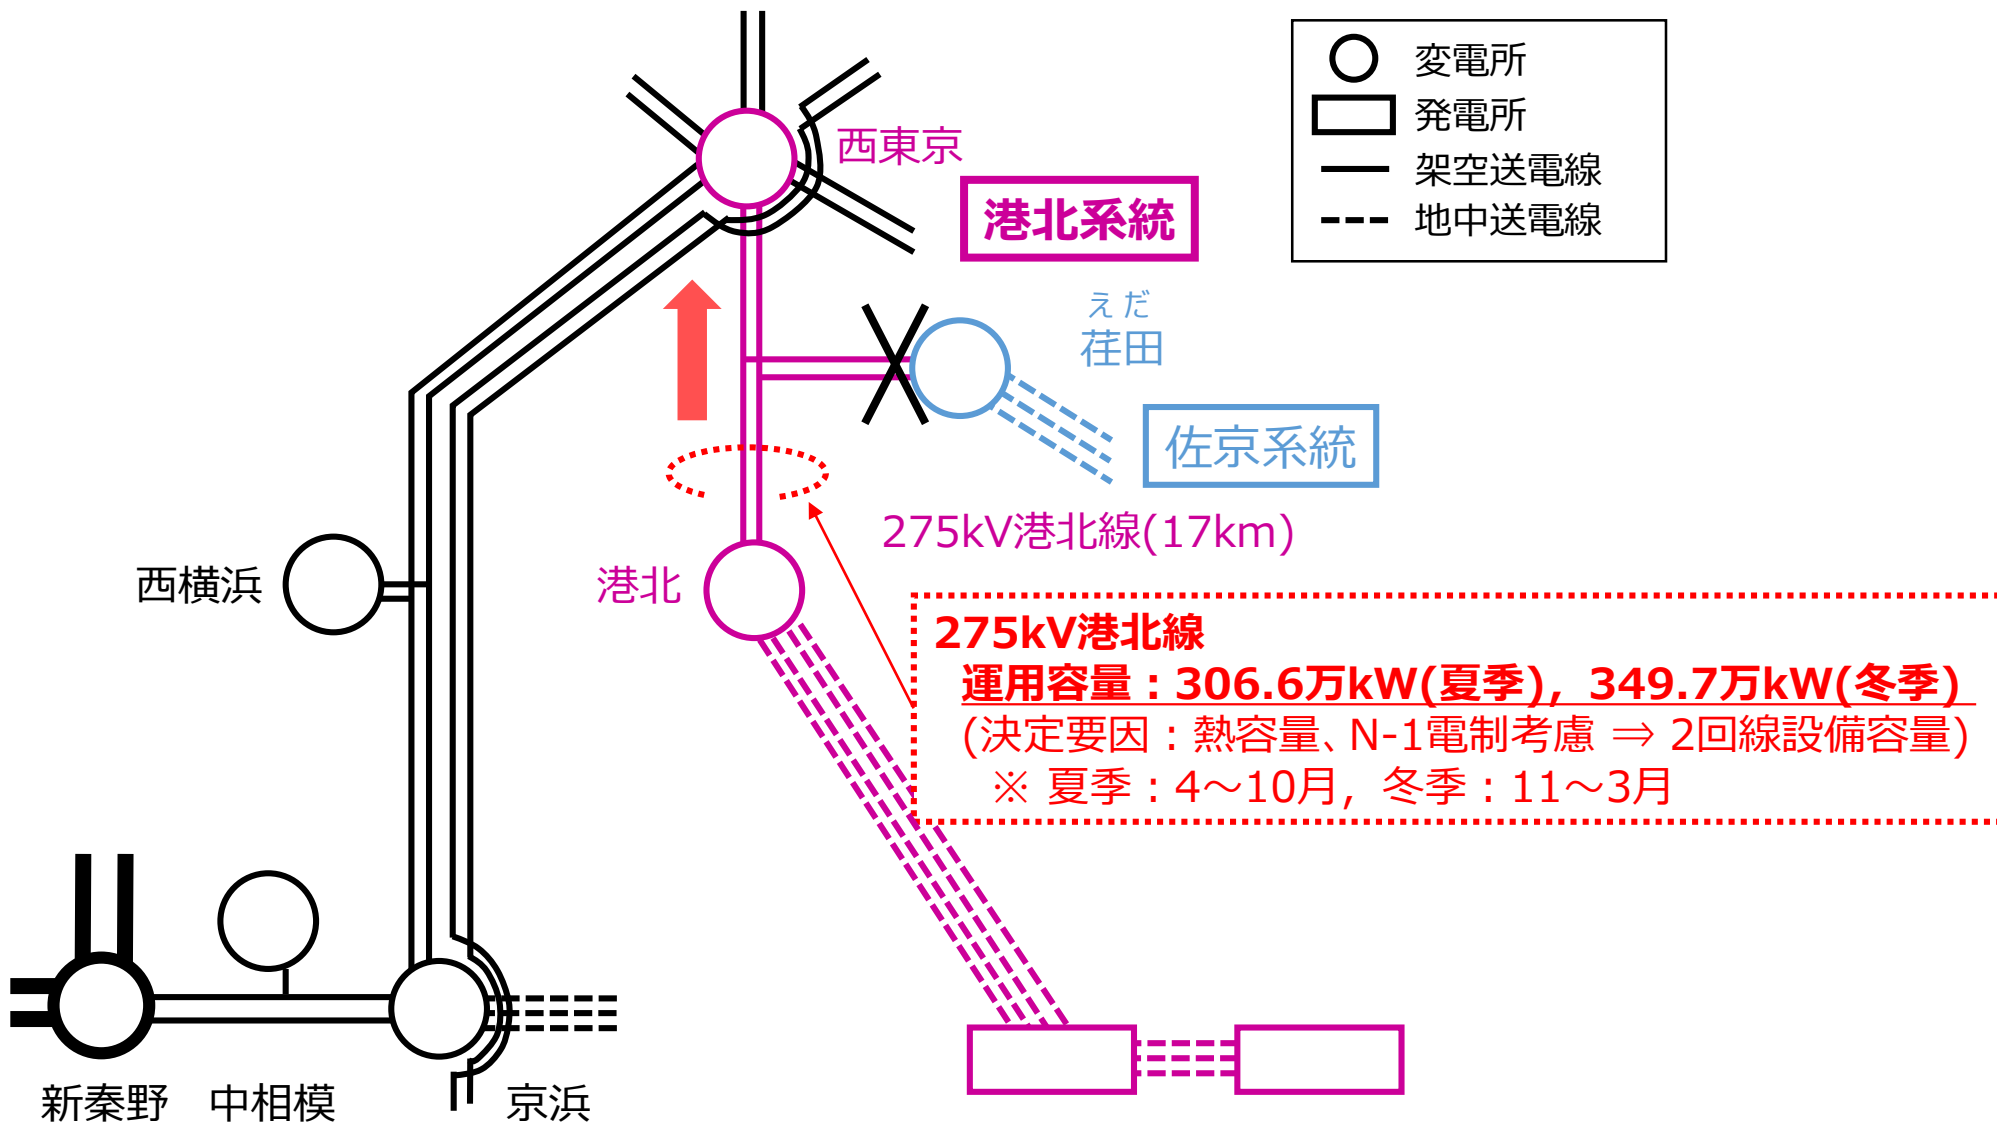 変電所
発電所
架空送電線
地中送電線
西東京
港北系統
えだ
荏田
佐京系統
275kV港北線(17km)
西横浜
港北
275kV港北線
運用容量：306.6万kW(夏季)，349.7万kW(冬季)
(決定要因：熱容量、N-1電制考慮 ⇒ 2回線設備容量)
※ 夏季：4～10月，冬季：11～3月
新秦野
中相模
京浜